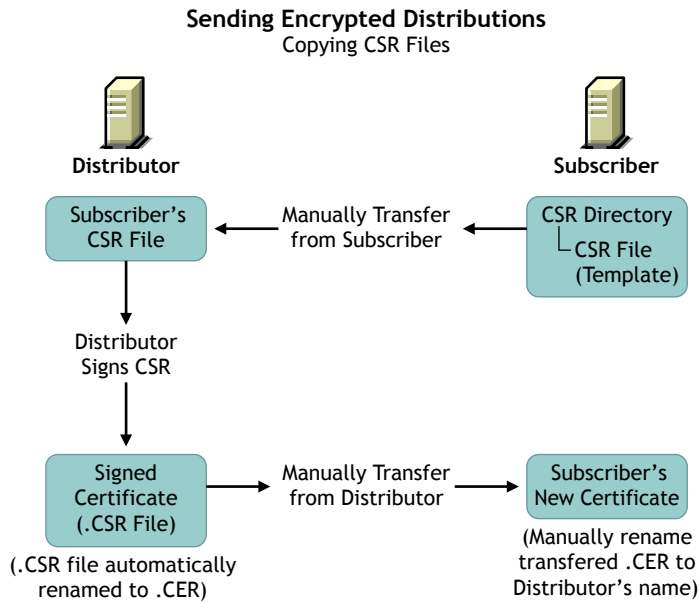 Sending Encrypted Distributions
Copying CSR Files
Distributor
Subscriber
Subscriber's
CSR File
Manually Transfer
from Subscriber
CSR Directory
CSR File
(Template)
Distributor
Signs CSR
Signed
Certificate
(.CSR File)
Manually Transfer
from Distributor
Subscriber's
New Certificate
(.CSR file automatically
renamed to .CER)
(Manually rename
transfered .CER to
Distributor's name)